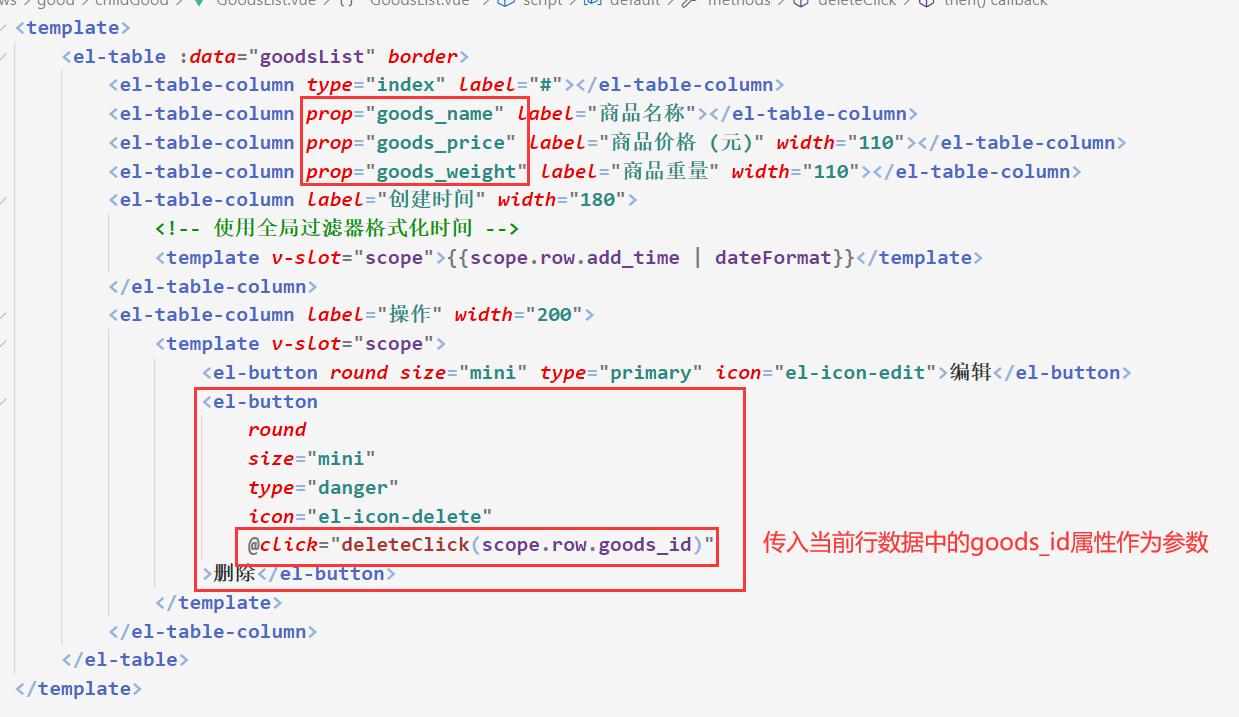 ws > good > childGood > GoodsList.vue > {} "GoodsList.vue" > script > default > methods > deleteClick > then() callback
<template>
<el-table :data="goodsList" border>
<el-table-column type="index" label="#"></el-table-column>
<el-table-column prop="goods_name" label="商品名称"></el-table-column>
<el-table-column prop="goods_price" label="商品价格 (元)" width="110"></el-table-column>
<el-table-column prop="goods_weight" label="商品重量" width="110"></el-table-column>
<el-table-column label="创建时间" width="180">
<!-- 使用全局过滤器格式化时间 -->
<template v-slot="scope">{{scope.row.add_time | dateFormat}}</template>
</el-table-column>
<el-table-column label="操作" width="200">
<template v-slot="scope">
<el-button round size="mini" type="primary" icon="el-icon-edit">编辑</el-button>
<el-button
round
size="mini"
type="danger"
icon="el-icon-delete"
@click="deleteClick(scope.row.goods_id)"
传入当前行数据中的goods_id属性作为参数
>删除</el-button>
</template>
</el-table-column>
</el-table>
</template>